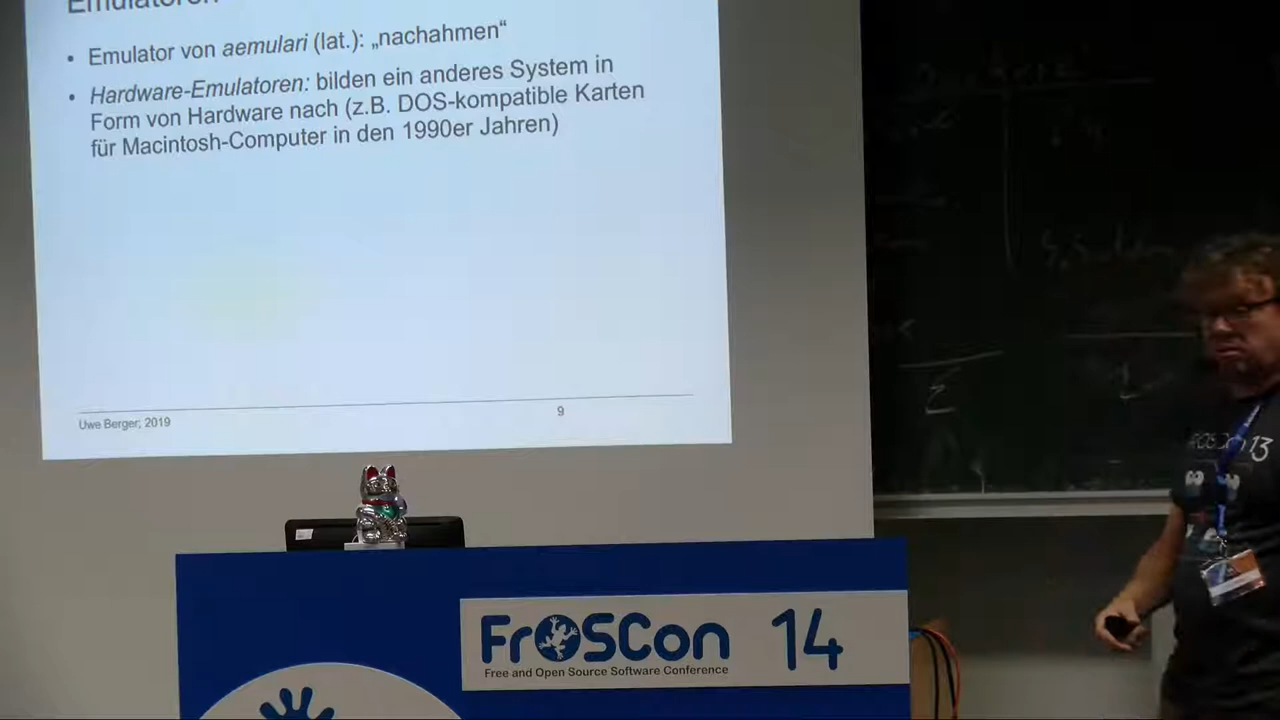 Emulatoren
• Emulator von aemulari (lat.): „nachahmen“
• Hardware-Emulatoren: bilden ein anderes System in
Form von Hardware nach (z.B. DOS-kompatible Karten
für Macintosh-Computer in den 1990er Jahren)
Uwe Berger; 2019
9
FrOSCon 14
Free and Open Source Software Conference
13